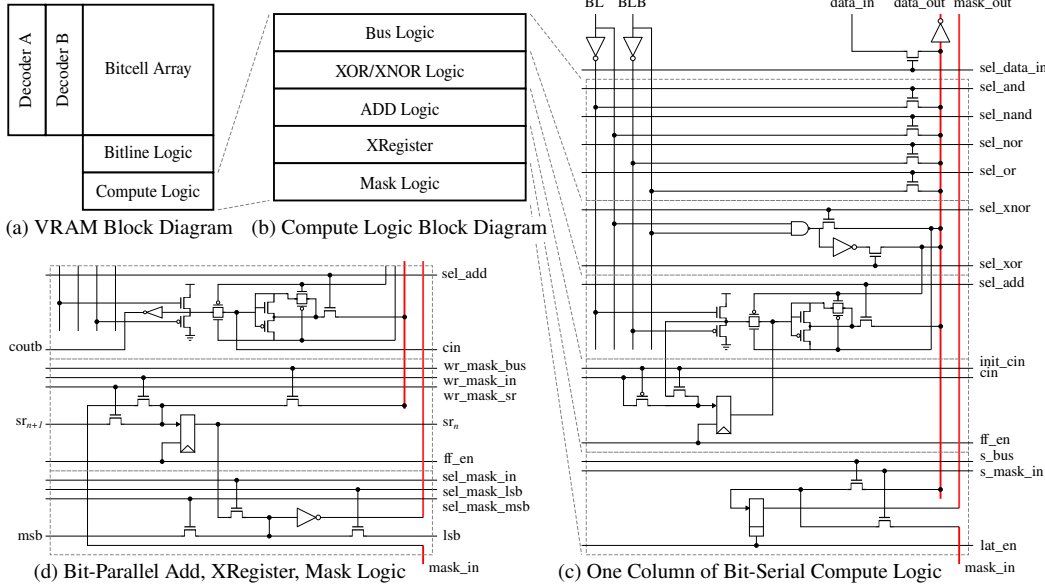 Decoder A
Decoder B
Bitcell Array
Bitline Logic
Compute Logic
(a) VRAM Block Diagram
Bus Logic
XOR/XNOR Logic
ADD Logic
XRegister
Mask Logic
(b) Compute Logic Block Diagram
BL
BLB
data_in
data_out
mask_out
sel_data_in
sel_and
sel_nand
sel_nor
sel_or
sel_xnor
sel_xor
sel_add
init_cin
cin
ff_en
s_bus
s_mask_in
lat_en
mask_in
(c) One Column of Bit-Serial Compute Logic
sel_add
coutb
cin
wr_mask_bus
wr_mask_in
wr_mask_sr
srn+1
srn
ff_en
sel_mask_in
sel_mask_lsb
sel_mask_msb
msb
lsb
mask_in
(d) Bit-Parallel Add, XRegister, Mask Logic